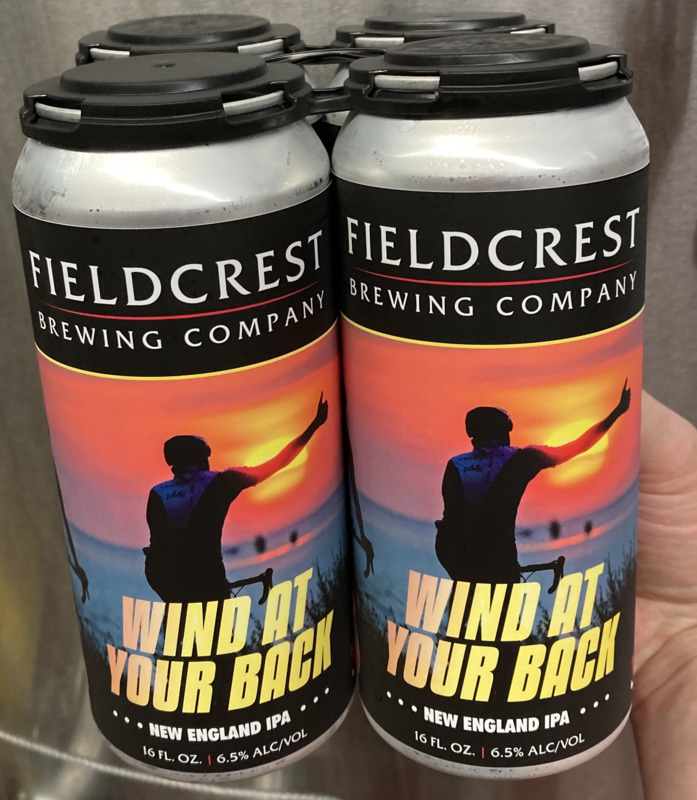 FIELDCREST
BREWING COMPANY
WIND AT
YOUR BACK
• • • NEW ENGLAND IPA • • •
16 FL. OZ. | 6.5% ALC/VOL
FIELDCREST
BREWING COMPANY
WIND AT
YOUR BACK
• • • NEW ENGLAND IPA • • •
16 FL. OZ. | 6.5% ALC/VOL